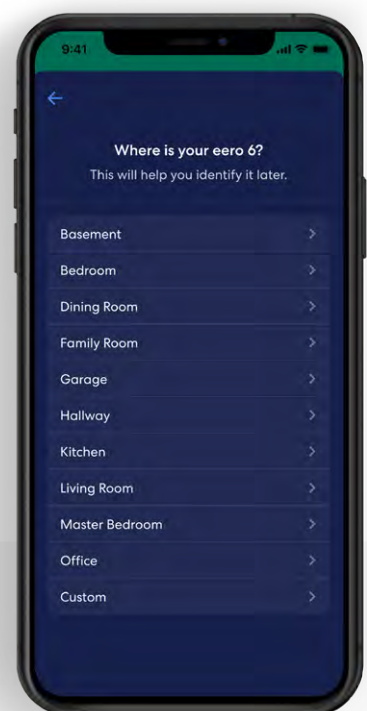 9:41
Where is your eero 6?
This will help you identify it later.
Basement
Bedroom
Dining Room
Family Room
Garage
Hallway
Kitchen
Living Room
Master Bedroom
Office
Custom